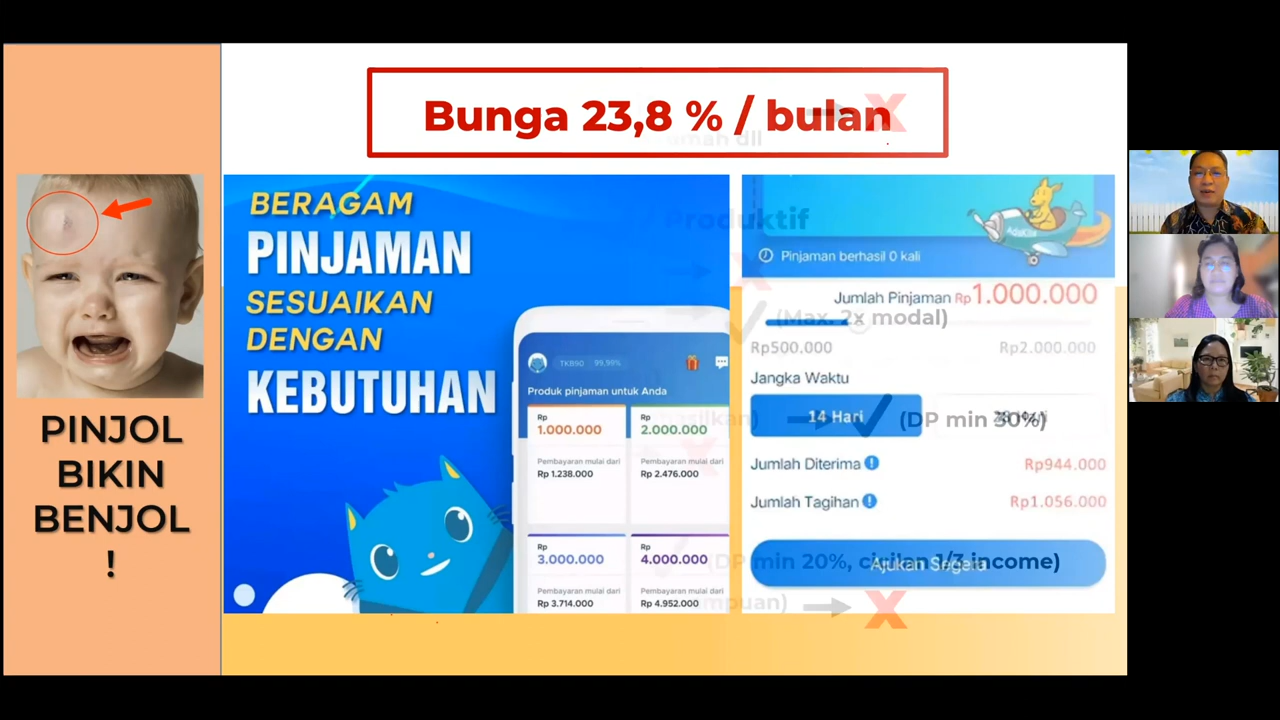 Bunga 23,8 % / bulan
PINJOL
BIKIN
BENJOL
!
BERAGAM
PINJAMAN
SESUAIKAN
DENGAN
KEBUTUHAN
TKB90 99,99%
Produk pinjaman untuk Anda
Rp
1.000.000
Pembayaran mulai dari
Rp 1.238.000
Rp
2.000.000
Pembayaran mulai dari
Rp 2.476.000
Rp
3.000.000
Pembayaran mulai dari
Rp 3.714.000
Rp
4.000.000
Pembayaran mulai dari
Rp 4.952.000
Produktif
Pinjaman berhasil 0 kali
Jumlah Pinjaman Rp1.000.000
(Max. 2x modal)
Rp500.000 Rp2.000.000
Jangka Waktu
14 Hari
(DP min 30%)
Jumlah Diterima Rp944.000
Jumlah Tagihan Rp1.056.000
(DP min 20%, cicilan 1/3 income)
Ajukan Segera